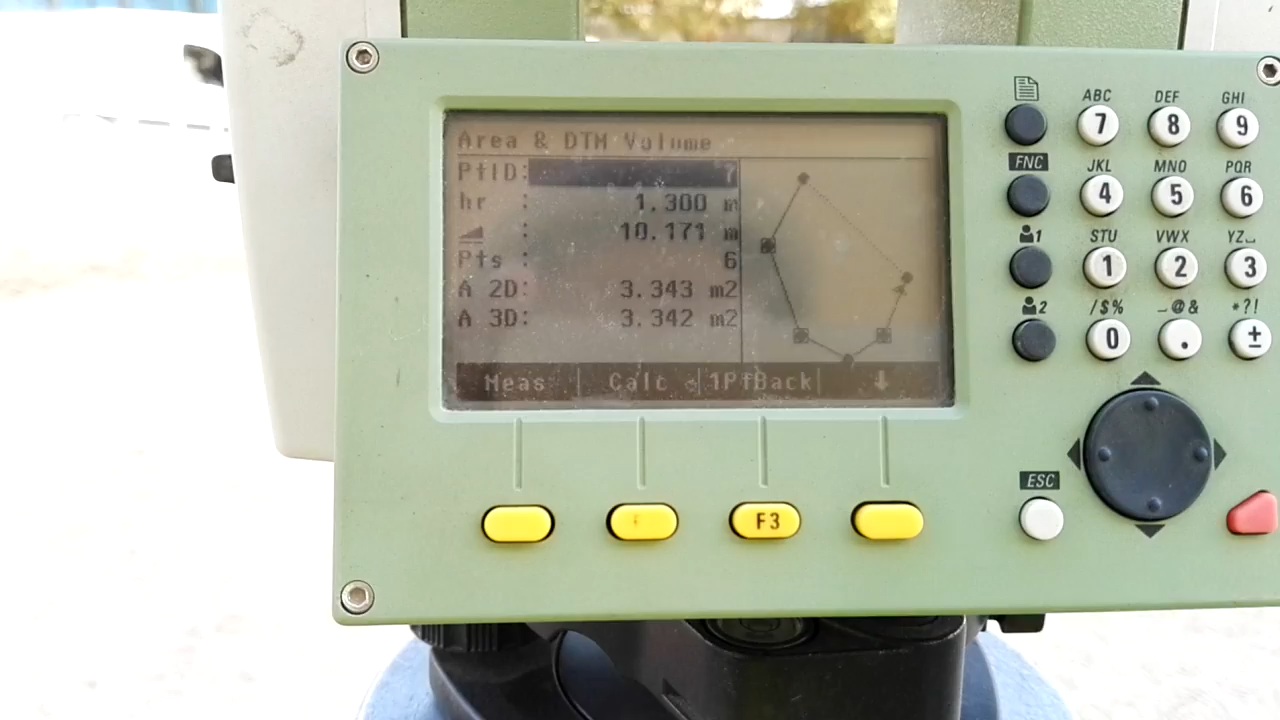 Area & DTM Volume
PtID: 7
hr : 1.300 m
: 10.171 m
Pts : 6
A 2D: 3.343 m2
A 3D: 3.342 m2
Meas Calc 1PtBack ↓
F3
ABC DEF GHI
7 8 9
FNC JKL MNO PQR
4 5 6
1 STU VWX YZ⎵
1 2 3
2 /$% _@& *?!
0 . ±
ESC